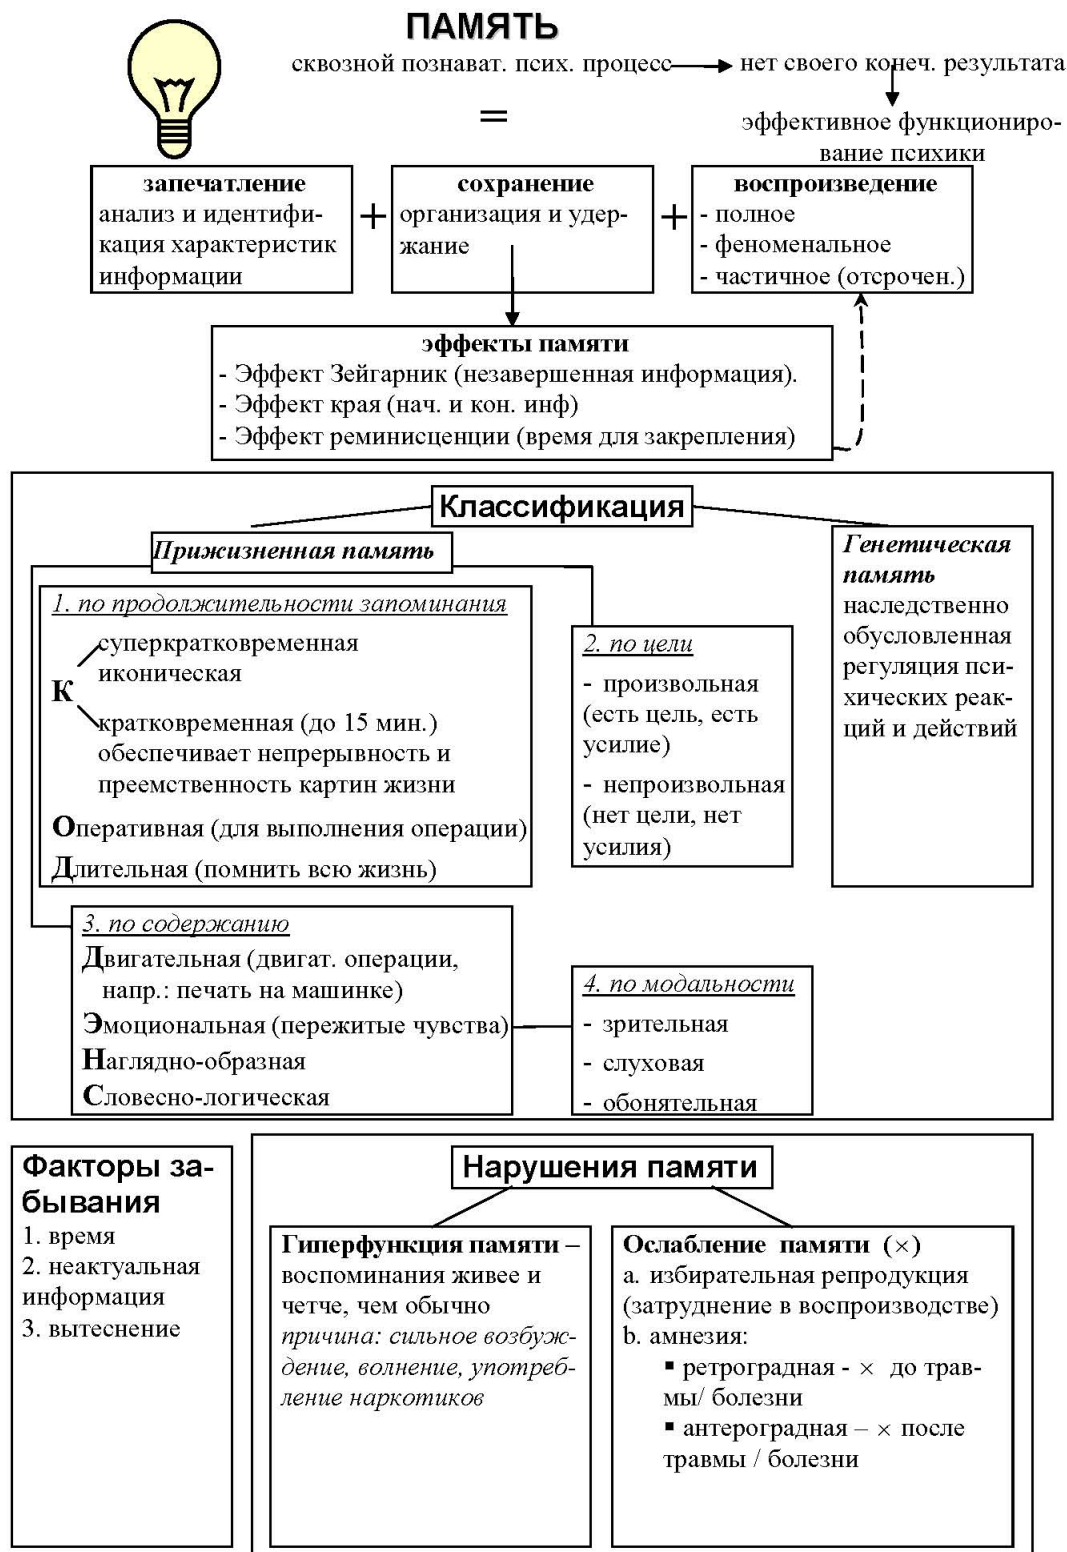 ПАМЯТЬ
сквозной познават. псих. процесс
нет своего конеч. результата
=
эффективное функциониро-
вание психики
запечатление
анализ и идентифи-
кация характеристик
информации
+
сохранение
организация и удер-
жание
+
воспроизведение
- полное
- феноменальное
- частичное (отсрочен.)
эффекты памяти
- Эффект Зейгарник (незавершенная информация).
- Эффект края (нач. и кон. инф)
- Эффект реминисценции (время для закрепления)
Классификация
Прижизненная память
1. по продолжительности запоминания
суперкратковременная
иконическая
К
кратковременная (до 15 мин.)
обеспечивает непрерывность и
преемственность картин жизни
Оперативная (для выполнения операции)
Длительная (помнить всю жизнь)
2. по цели
- произвольная
(есть цель, есть
усилие)
- непроизвольная
(нет цели, нет
усилия)
Генетическая
память
наследственно
обусловленная
регуляция пси-
хических реак-
ций и действий
3. по содержанию
Двигательная (двигат. операции,
напр.: печать на машинке)
Эмоциональная (пережитые чувства)
Наглядно-образная
Словесно-логическая
4. по модальности
- зрительная
- слуховая
- обонятельная
Факторы за-
бывания
1. время
2. неактуальная
информация
3. вытеснение
Нарушения памяти
Гиперфункция памяти –
воспоминания живее и
четче, чем обычно
причина: сильное возбуж-
дение, волнение, употреб-
ление наркотиков
Ослабление памяти (×)
a. избирательная репродукция
(затруднение в воспроизводстве)
b. амнезия:
▪ ретроградная - × до трав-
мы/ болезни
▪ антероградная – × после
травмы / болезни